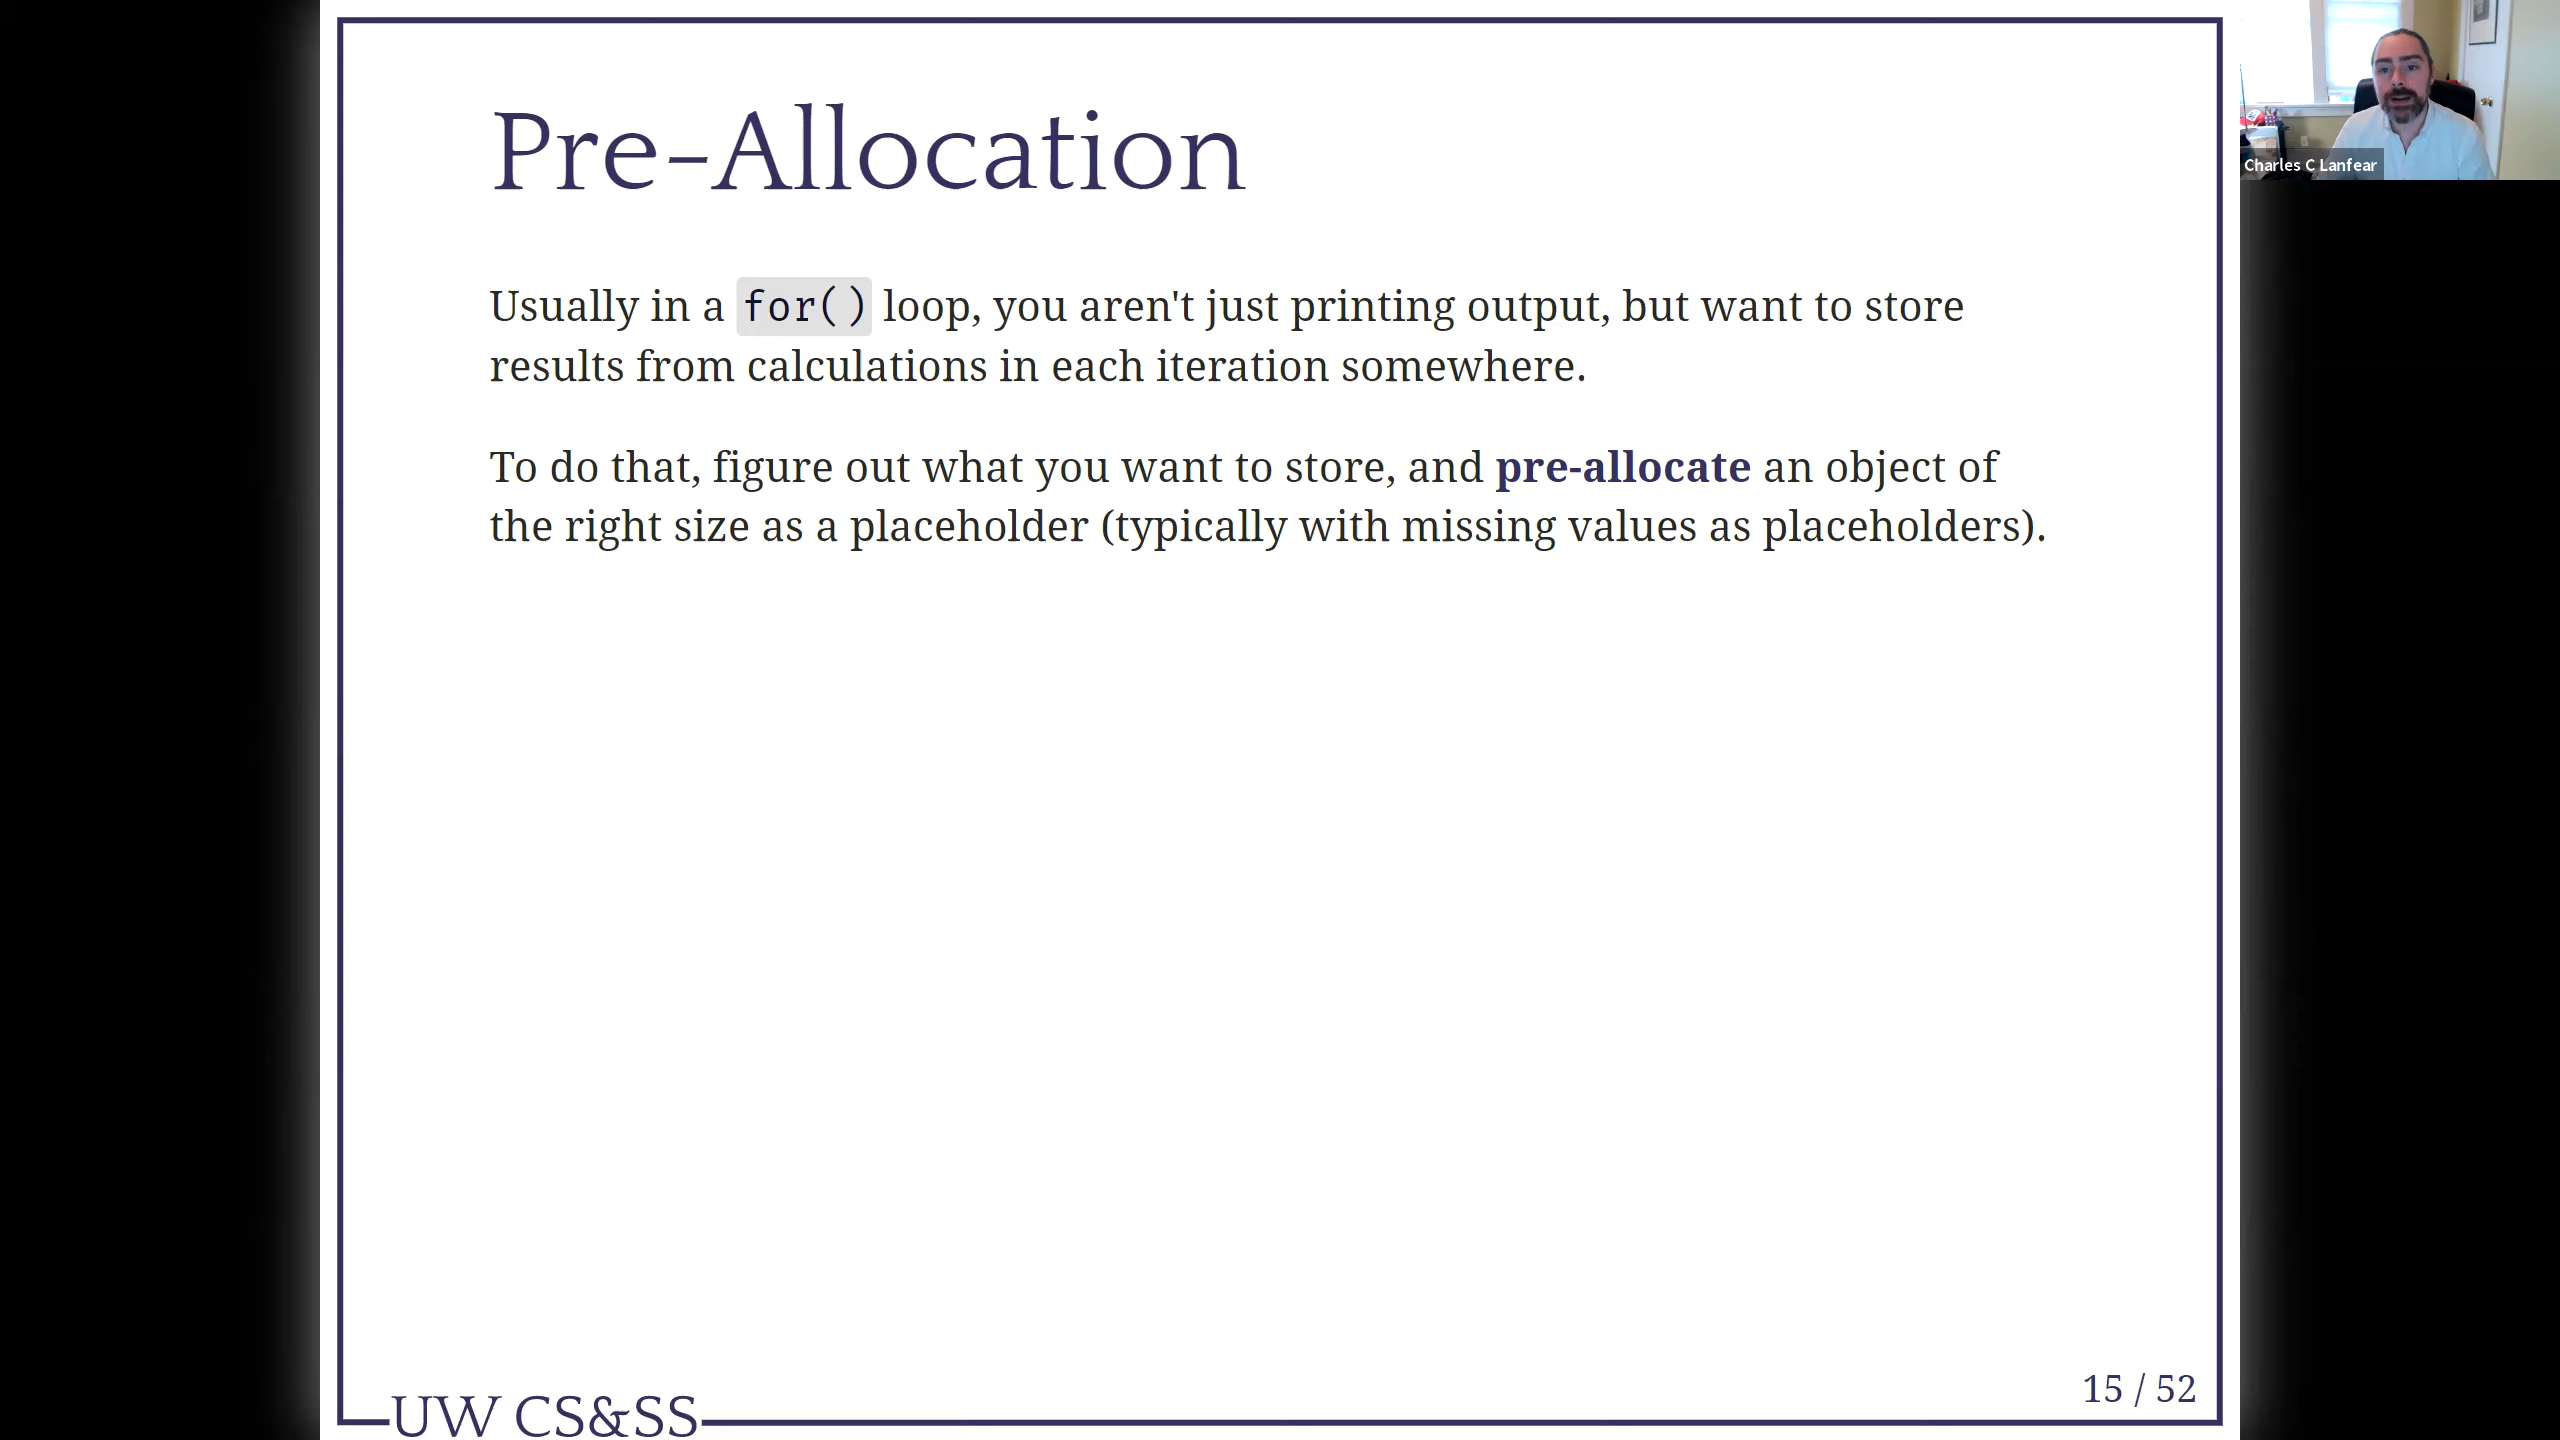 Pre-Allocation
Usually in a for() loop, you aren't just printing output, but want to store
results from calculations in each iteration somewhere.
To do that, figure out what you want to store, and pre-allocate an object of
the right size as a placeholder (typically with missing values as placeholders).
15 / 52
UW CS&SS
Charles C Lanfear